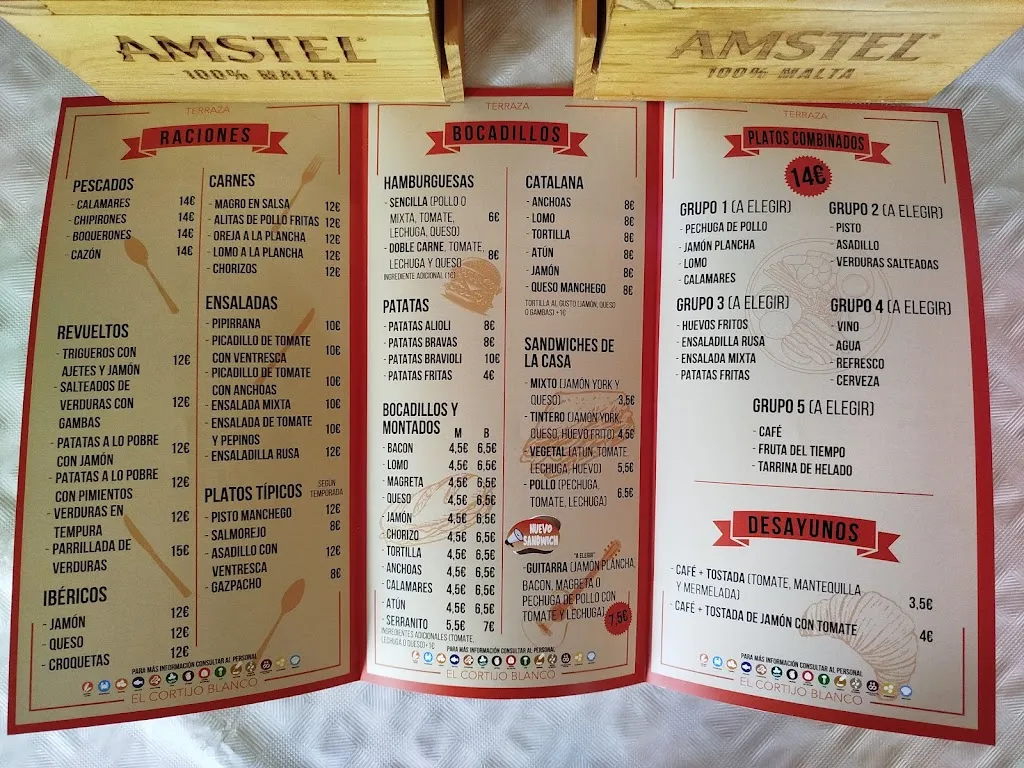 AMSTEL
100% MALTA
AMSTEL
100% MALTA
TERRAZA
RACIONES
PESCADOS
- CALAMARES 14€
- CHIPIRONES 14€
- BOQUERONES 14€
- CAZÓN 14€
REVUELTOS
- TRIGUEROS CON
AJETES Y JAMÓN 12€
- SALTEADOS DE
VERDURAS CON 12€
GAMBAS
- PATATAS A LO POBRE
CON JAMÓN 12€
- PATATAS A LO POBRE
CON PIMIENTOS 12€
- VERDURAS EN
TEMPURA 12€
- PARRILLADA DE
VERDURAS 15€
IBÉRICOS
- JAMÓN 12€
- QUESO 12€
- CROQUETAS 12€
CARNES
- MAGRO EN SALSA 12€
- ALITAS DE POLLO FRITAS 12€
- OREJA A LA PLANCHA 12€
- LOMO A LA PLANCHA 12€
- CHORIZOS 12€
ENSALADAS
- PIPIRRANA 10€
- PICADILLO DE TOMATE
CON VENTRESCA 10€
- PICADILLO DE TOMATE
CON ANCHOAS 10€
- ENSALADA MIXTA 10€
- ENSALADA DE TOMATE
Y PEPINOS 10€
- ENSALADILLA RUSA 12€
PLATOS TÍPICOS SEGÚN
TEMPORADA
- PISTO MANCHEGO 12€
- SALMOREJO 8€
- ASADILLO CON 12€
VENTRESCA
- GAZPACHO 8€
PARA MÁS INFORMACIÓN CONSULTAR AL PERSONAL
EL CORTIJO BLANCO
TERRAZA
BOCADILLOS
HAMBURGUESAS
- SENCILLA (POLLO O
MIXTA, TOMATE, 6€
LECHUGA, QUESO)
- DOBLE CARNE, TOMATE,
LECHUGA Y QUESO 8€
INGREDIENTE ADICIONAL (1€)
PATATAS
- PATATAS ALIOLI 8€
- PATATAS BRAVAS 8€
- PATATAS BRAVIOLI 10€
- PATATAS FRITAS 4€
BOCADILLOS Y
MONTADOS M B
- BACON 4,5€ 6,5€
- LOMO 4,5€ 6,5€
- MAGRETA 4,5€ 6,5€
- QUESO 4,5€ 6,5€
- JAMÓN 4,5€ 6,5€
- CHORIZO 4,5€ 6,5€
- TORTILLA 4,5€ 6,5€
- ANCHOAS 4,5€ 6,5€
- CALAMARES 4,5€ 6,5€
- ATÚN 4,5€ 6,5€
- SERRANITO 5,5€ 7€
INGREDIENTES ADICIONALES (TOMATE,
LECHUGA O QUESO)+1€
CATALANA
- ANCHOAS 8€
- LOMO 8€
- TORTILLA 8€
- ATÚN 8€
- JAMÓN 8€
- QUESO MANCHEGO 8€
TORTILLA AL GUSTO (JAMÓN, QUESO
O GAMBAS) +1€
SANDWICHES DE
LA CASA
- MIXTO (JAMÓN YORK Y
QUESO) 3,5€
- TINTERO (JAMÓN YORK,
QUESO, HUEVO FRITO) 4,5€
- VEGETAL (ATÚN, TOMATE,
LECHUGA, HUEVO) 5,5€
- POLLO (PECHUGA,
TOMATE, LECHUGA) 6.5€
NUEVO
SANDWICH
"A ELEGIR"
- GUITARRA (JAMÓN PLANCHA,
BACON, MAGRETA O
PECHUGA DE POLLO CON
TOMATE Y LECHUGA) 7,5€
PARA MÁS INFORMACIÓN CONSULTAR AL PERSONAL
EL CORTIJO BLANCO
TERRAZA
PLATOS COMBINADOS
14€
GRUPO 1 (A ELEGIR)
- PECHUGA DE POLLO
- JAMÓN PLANCHA
- LOMO
- CALAMARES
GRUPO 2 (A ELEGIR)
- PISTO
- ASADILLO
- VERDURAS SALTEADAS
GRUPO 3 (A ELEGIR)
- HUEVOS FRITOS
- ENSALADILLA RUSA
- ENSALADA MIXTA
- PATATAS FRITAS
GRUPO 4 (A ELEGIR)
- VINO
- AGUA
- REFRESCO
- CERVEZA
GRUPO 5 (A ELEGIR)
- CAFÉ
- FRUTA DEL TIEMPO
- TARRINA DE HELADO
DESAYUNOS
- CAFÉ + TOSTADA (TOMATE, MANTEQUILLA
Y MERMELADA) 3,5€
- CAFÉ + TOSTADA DE JAMÓN CON TOMATE 4€
PARA MÁS INFORMACIÓN CONSULTAR AL PERSONAL
EL CORTIJO BLANCO